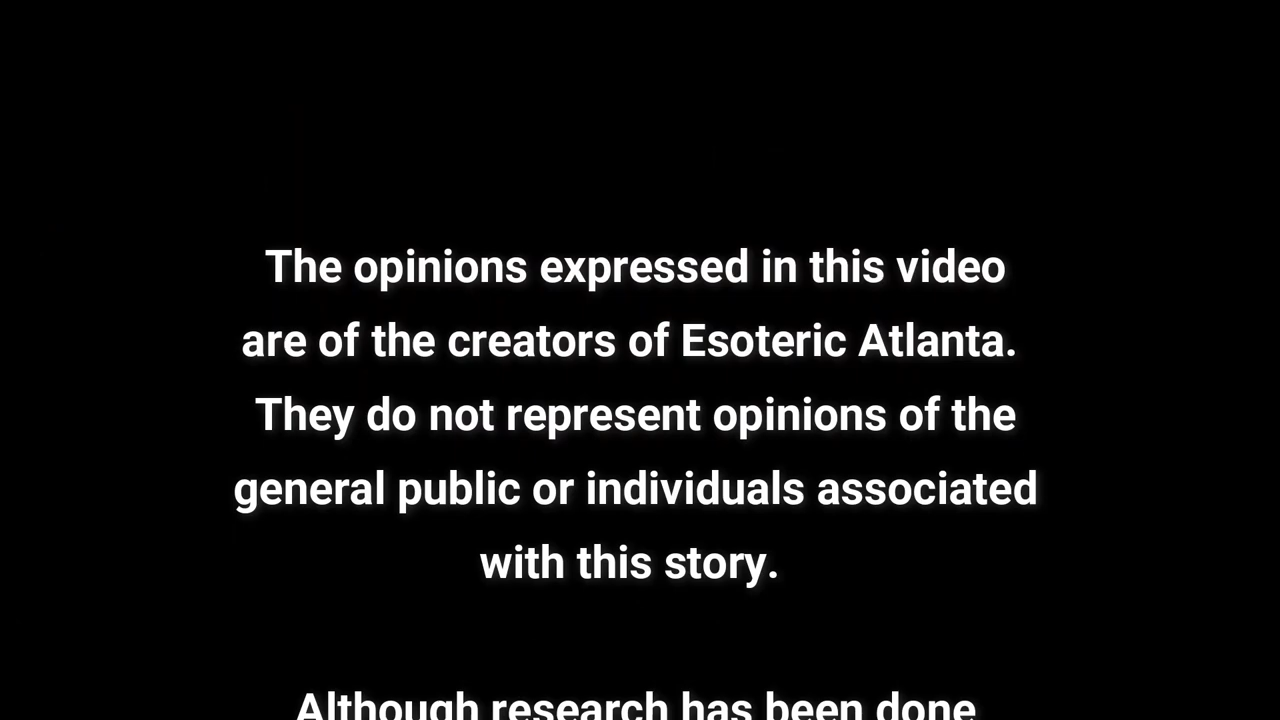 The opinions expressed in this video
are of the creators of Esoteric Atlanta.
They do not represent opinions of the
general public or individuals associated
with this story.
Although research has been done